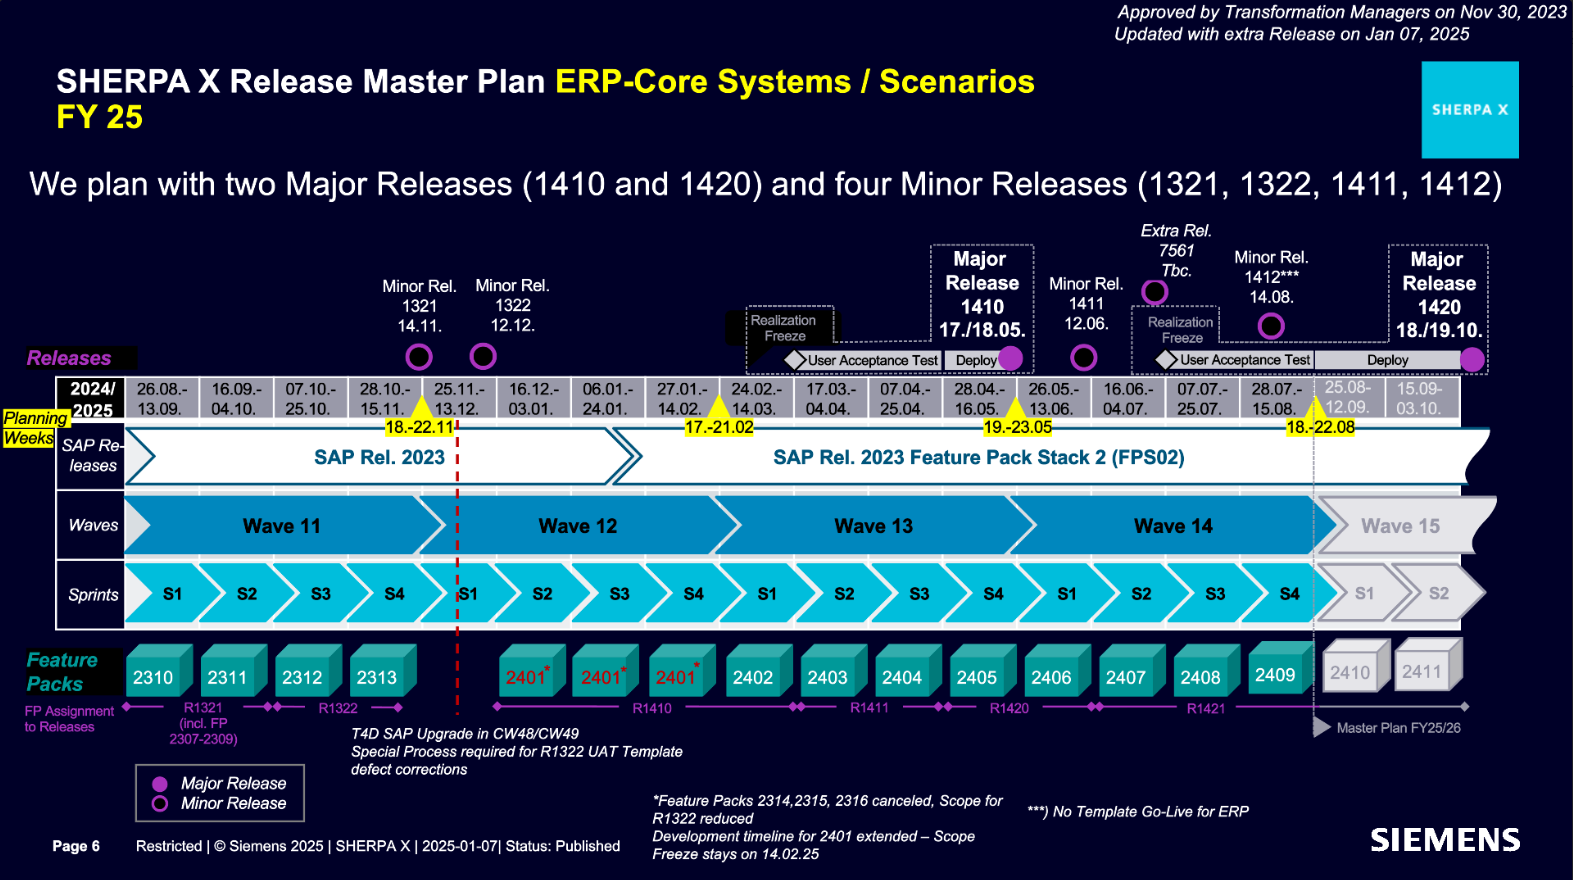 Approved by Transformation Managers on Nov 30, 2023
Updated with extra Release on Jan 07, 2025
SHERPA X Release Master Plan ERP-Core Systems / Scenarios
FY 25
SHERPA X
We plan with two Major Releases (1410 and 1420) and four Minor Releases (1321, 1322, 1411, 1412)
Releases
Minor Rel.
1321
14.11.
Minor Rel.
1322
12.12.
Realization
Freeze
User Acceptance Test
Deploy
Major
Release
1410
17./18.05.
Minor Rel.
1411
12.06.
Extra Rel.
7561
Tbc.
Realization
Freeze
Minor Rel.
1412***
14.08.
User Acceptance Test
Deploy
Major
Release
1420
18./19.10.
2024/
2025
26.08.-
13.09.
16.09.-
04.10.
07.10.-
25.10.
28.10.-
15.11.
25.11.-
13.12.
16.12.-
03.01.
06.01.-
24.01.
27.01.-
14.02.
24.02.-
14.03.
17.03.-
04.04.
07.04.-
25.04.
28.04.-
16.05.
26.05.-
13.06.
16.06.-
04.07.
07.07.-
25.07.
28.07.-
15.08.
25.08-
12.09.
15.09-
03.10.
Planning
Weeks
18.-22.11
17.-21.02
19.-23.05
18.-22.08
SAP Re-
leases
SAP Rel. 2023
SAP Rel. 2023 Feature Pack Stack 2 (FPS02)
Waves
Wave 11
Wave 12
Wave 13
Wave 14
Wave 15
Sprints
S1
S2
S3
S4
S1
S2
S3
S4
S1
S2
S3
S4
S1
S2
S3
S4
S1
S2
Feature
Packs
2310
2311
2312
2313
2401*
2401*
2401*
2402
2403
2404
2405
2406
2407
2408
2409
2410
2411
FP Assignment
to Releases
R1321
(incl. FP
2307-2309)
R1322
R1410
R1411
R1420
R1421
Master Plan FY25/26
T4D SAP Upgrade in CW48/CW49
Special Process required for R1322 UAT Template
defect corrections
Major Release
Minor Release
*Feature Packs 2314,2315, 2316 canceled, Scope for
R1322 reduced
Development timeline for 2401 extended – Scope
Freeze stays on 14.02.25
***) No Template Go-Live for ERP
Page 6
Restricted | © Siemens 2025 | SHERPA X | 2025-01-07| Status: Published
SIEMENS